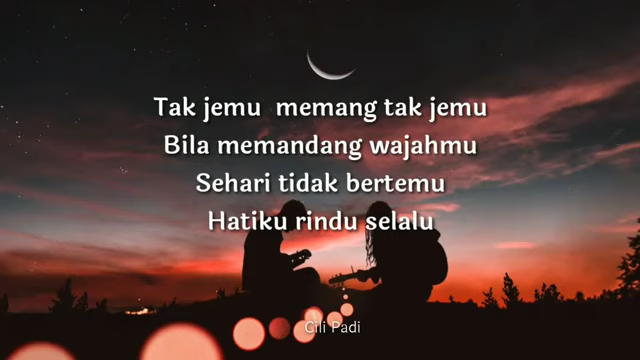 Tak jemu memang tak jemu
Bila memandang wajahmu
Sehari tidak bertemu
Hatiku rindu selalu
Cili Padi